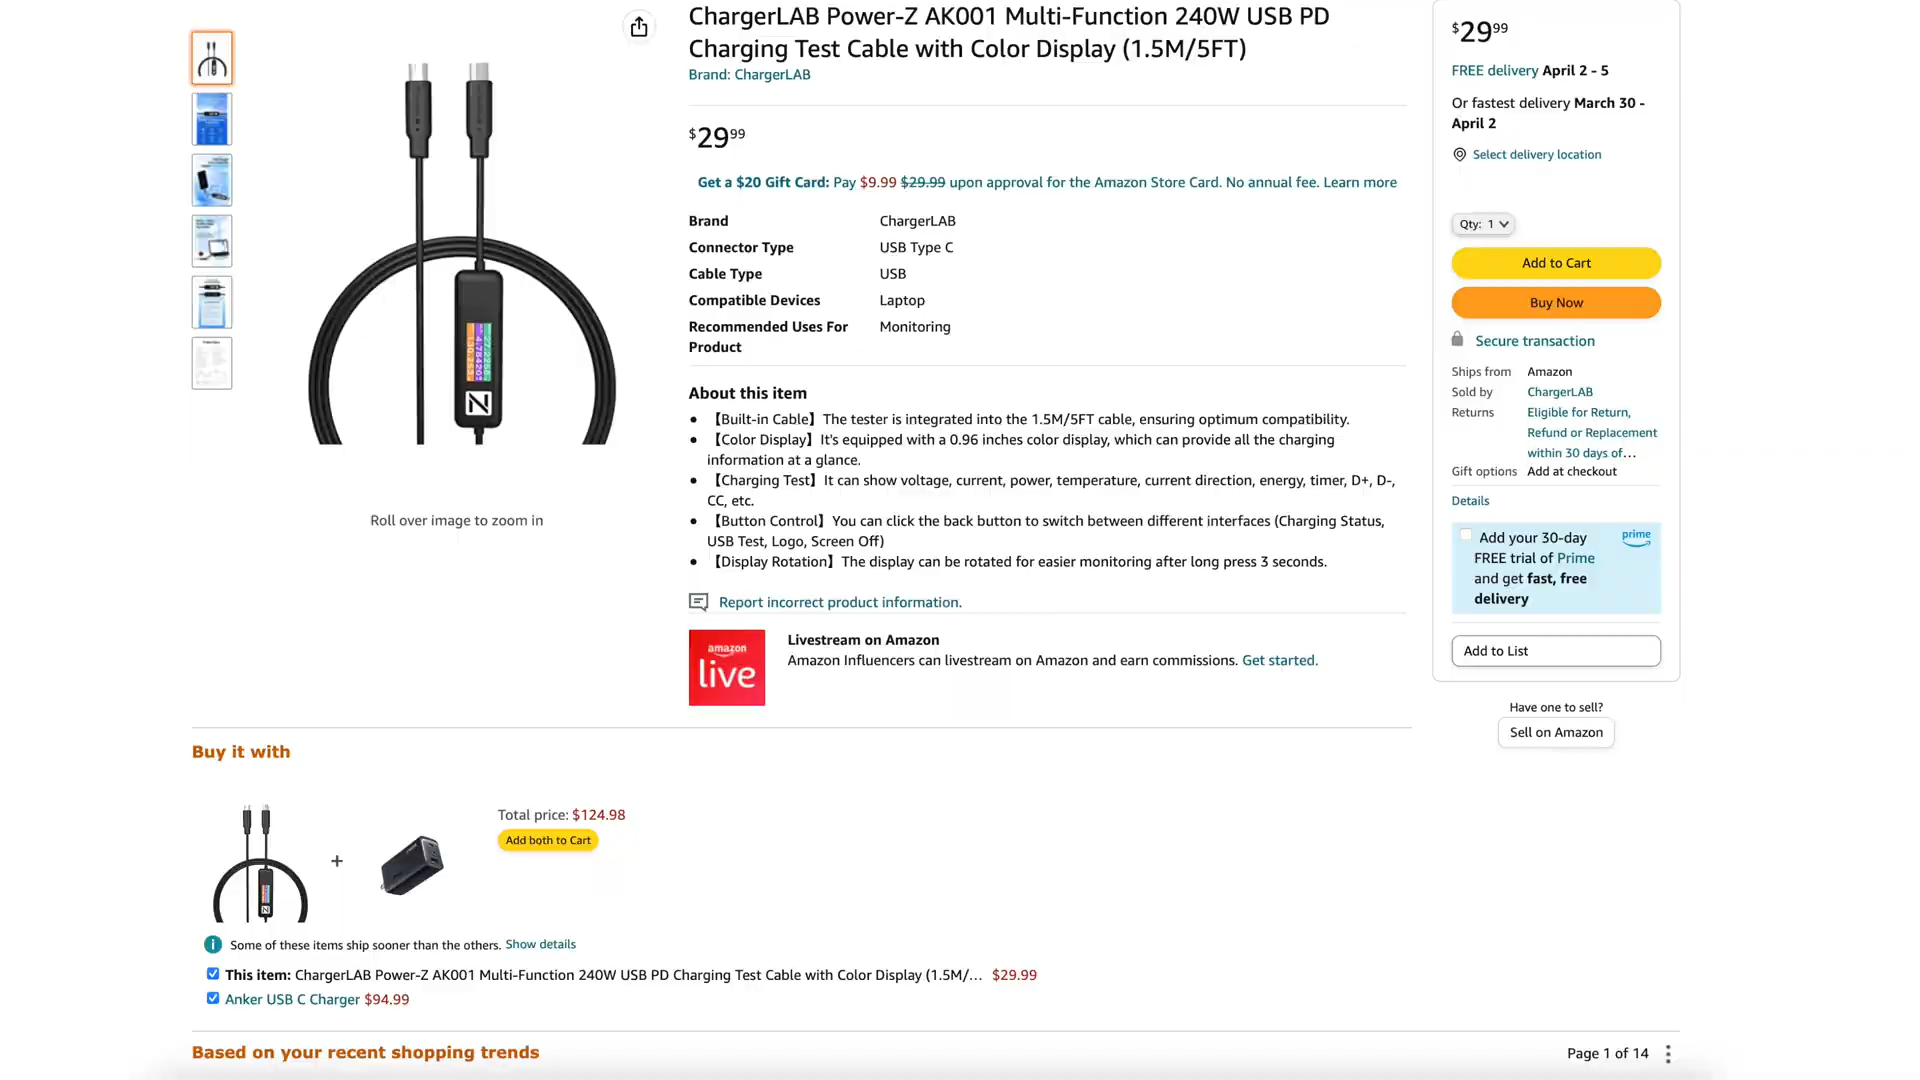 ChargerLAB Power-Z AK001 Multi-Function 240W USB PD
Charging Test Cable with Color Display (1.5M/5FT)
Brand: ChargerLAB
$29.99
Get a $20 Gift Card: Pay $9.99 $29.99 upon approval for the Amazon Store Card. No annual fee. Learn more
Brand ChargerLAB
Connector Type USB Type C
Cable Type USB
Compatible Devices Laptop
Recommended Uses For Monitoring
Product
About this item
• 【Built-in Cable】The tester is integrated into the 1.5M/5FT cable, ensuring optimum compatibility.
• 【Color Display】It's equipped with a 0.96 inches color display, which can provide all the charging
information at a glance.
• 【Charging Test】It can show voltage, current, power, temperature, current direction, energy, timer, D+, D-,
CC, etc.
• 【Button Control】You can click the back button to switch between different interfaces (Charging Status,
USB Test, Logo, Screen Off)
• 【Display Rotation】The display can be rotated for easier monitoring after long press 3 seconds.
Report incorrect product information.
amazon
live
Livestream on Amazon
Amazon Influencers can livestream on Amazon and earn commissions. Get started.
Roll over image to zoom in
$29.99
FREE delivery April 2 - 5
Or fastest delivery March 30 -
April 2
Select delivery location
Qty: 1
Add to Cart
Buy Now
Secure transaction
Ships from Amazon
Sold by ChargerLAB
Returns Eligible for Return,
Refund or Replacement
within 30 days of…
Gift options Add at checkout
Details
Add your 30-day
prime
FREE trial of Prime
and get fast, free
delivery
Add to List
Have one to sell?
Sell on Amazon
Buy it with
+
Total price: $124.98
Add both to Cart
Some of these items ship sooner than the others. Show details
This item: ChargerLAB Power-Z AK001 Multi-Function 240W USB PD Charging Test Cable with Color Display (1.5M/… $29.99
Anker USB C Charger $94.99
Based on your recent shopping trends
Page 1 of 14